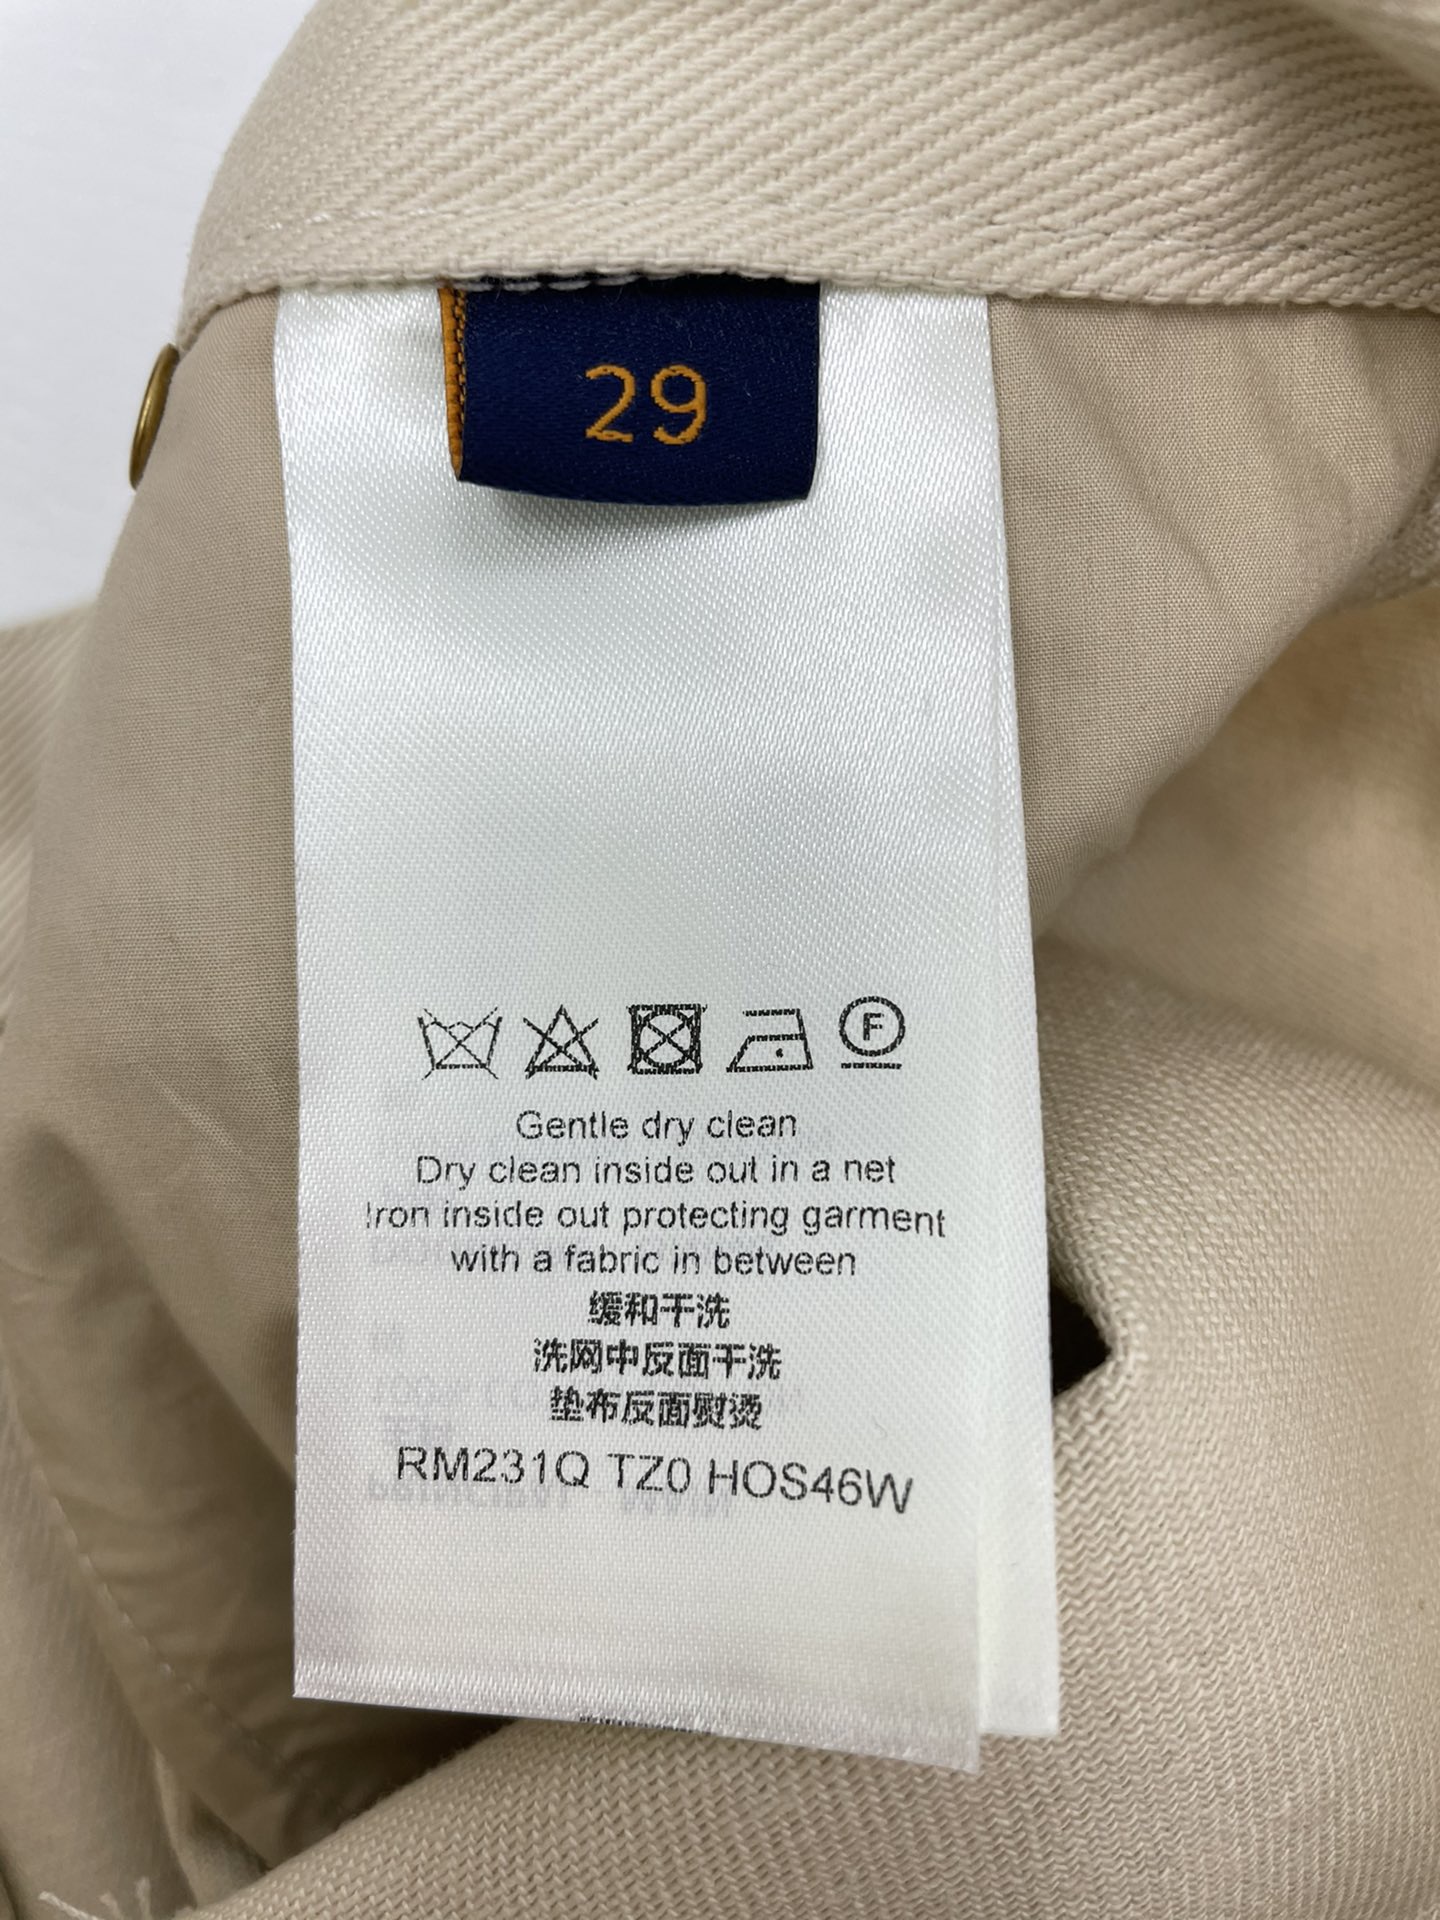 29
F
Gentle dry clean
Dry clean inside out in a net
Iron inside out protecting garment
with a fabric in between
缓和干洗
洗网中反面干洗
垫布反面熨烫
RM231Q TZ0 HOS46W